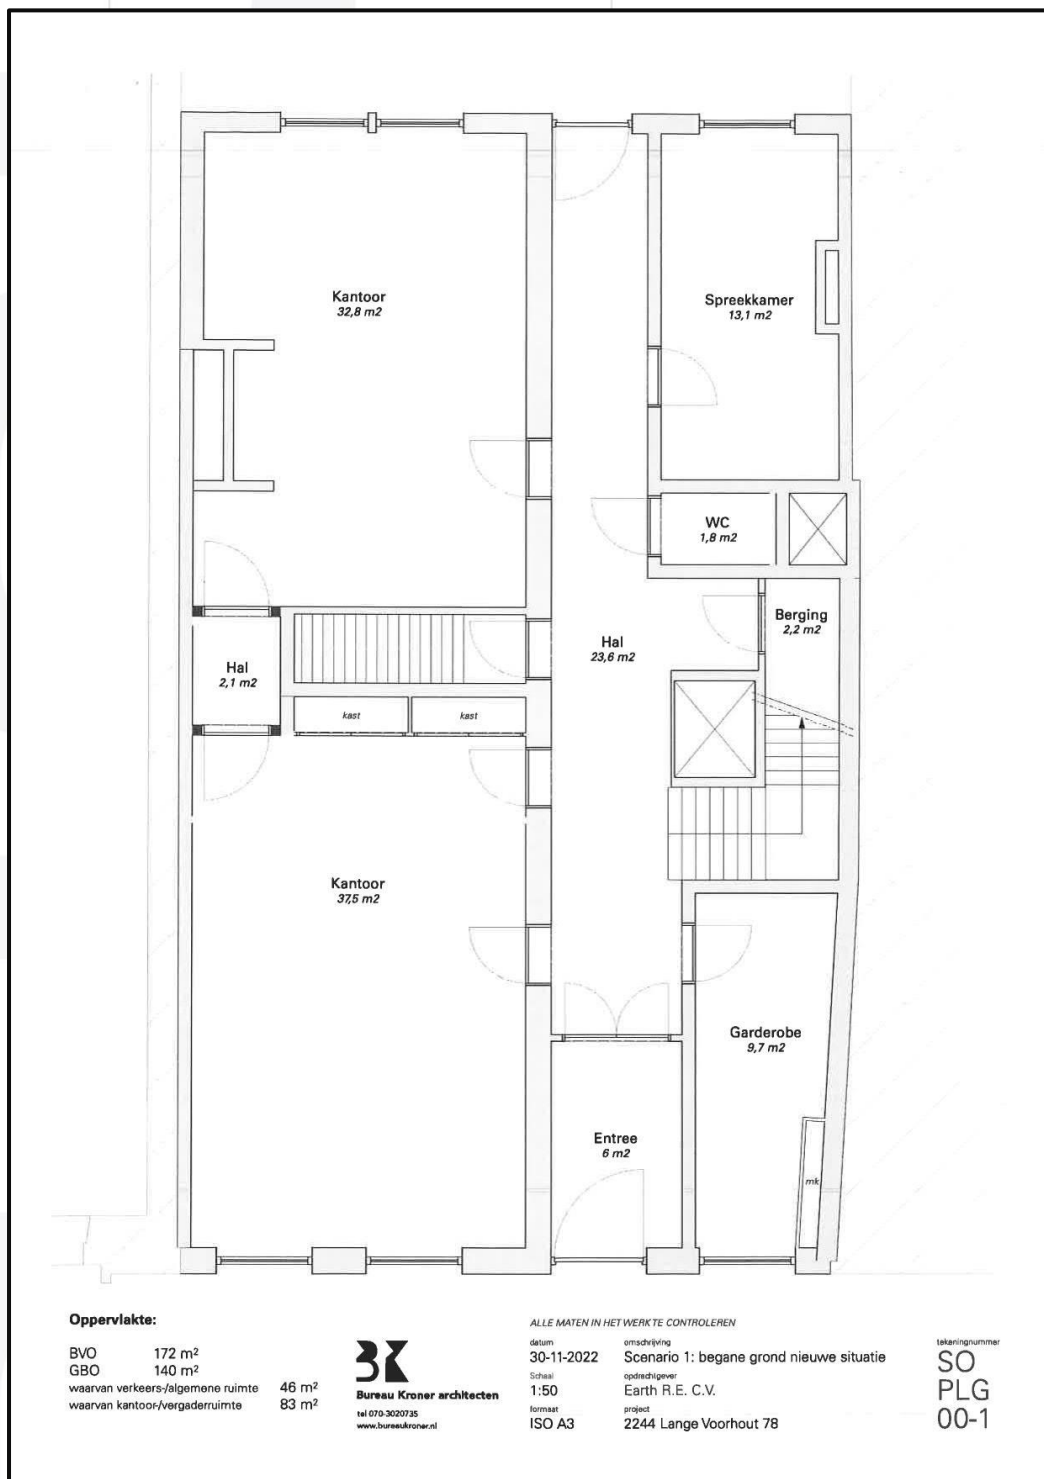 Kantoor
32,8 m2
Spreekkamer
13,1 m2
WC
1,8 m2
Berging
2,2 m2
Hal
23,6 m2
Hal
2,1 m2
kast
kast
Kantoor
37,5 m2
Garderobe
9,7 m2
Entree
6 m2
mk
Oppervlakte:
BVO 172 m²
GBO 140 m²
waarvan verkeers-/algemene ruimte 46 m²
waarvan kantoor-/vergaderruimte 83 m²
BK
Bureau Kroner architecten
tel 070-3020735
www.bureaukroner.nl
ALLE MATEN IN HET WERK TE CONTROLEREN
datum
30-11-2022
Schaal
1:50
formaat
ISO A3
omschrijving
Scenario 1: begane grond nieuwe situatie
opdrachtgever
Earth R.E. C.V.
project
2244 Lange Voorhout 78
tekeningnummer
SO
PLG
00-1